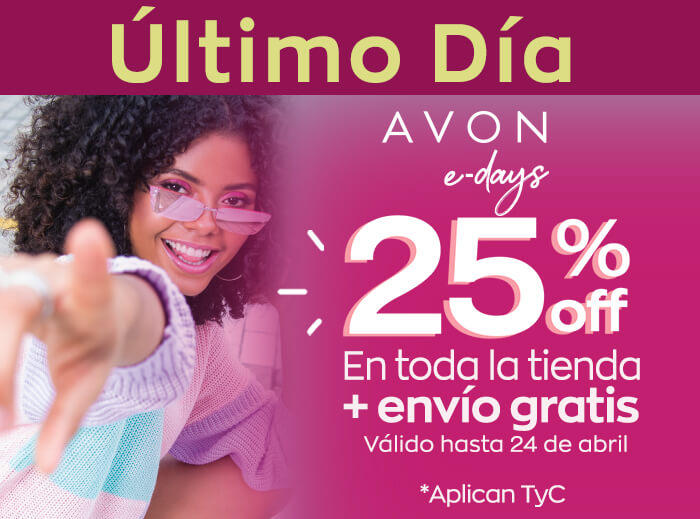 Último Día
AVON
e-days
25%
off
En toda la tienda
+ envío gratis
Válido hasta 24 de abril
*Aplican TyC